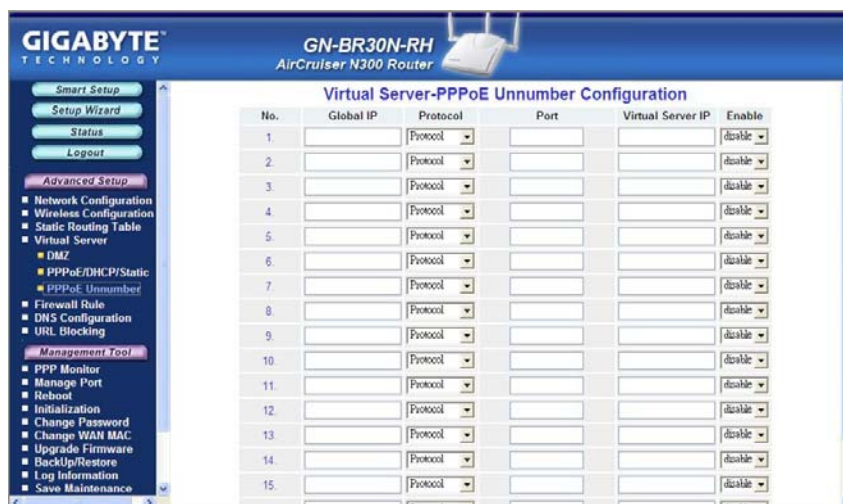 GIGABYTE™
TECHNOLOGY
GN-BR30N-RH
AirCruiser N300 Router
Smart Setup
Setup Wizard
Status
Logout
Advanced Setup
Network Configuration
Wireless Configuration
Static Routing Table
Virtual Server
DMZ
PPPoE/DHCP/Static
PPPoE Unnumber
Firewall Rule
DNS Configuration
URL Blocking
Management Tool
PPP Monitor
Manage Port
Reboot
Initialization
Change Password
Change WAN MAC
Upgrade Firmware
BackUp/Restore
Log Information
Save Maintenance
Virtual Server-PPPoE Unnumber Configuration
No. Global IP Protocol Port Virtual Server IP Enable
1. Protocol disable
2. Protocol disable
3. Protocol disable
4. Protocol disable
5. Protocol disable
6. Protocol disable
7. Protocol disable
8. Protocol disable
9. Protocol disable
10. Protocol disable
11. Protocol disable
12. Protocol disable
13. Protocol disable
14. Protocol disable
15. Protocol disable